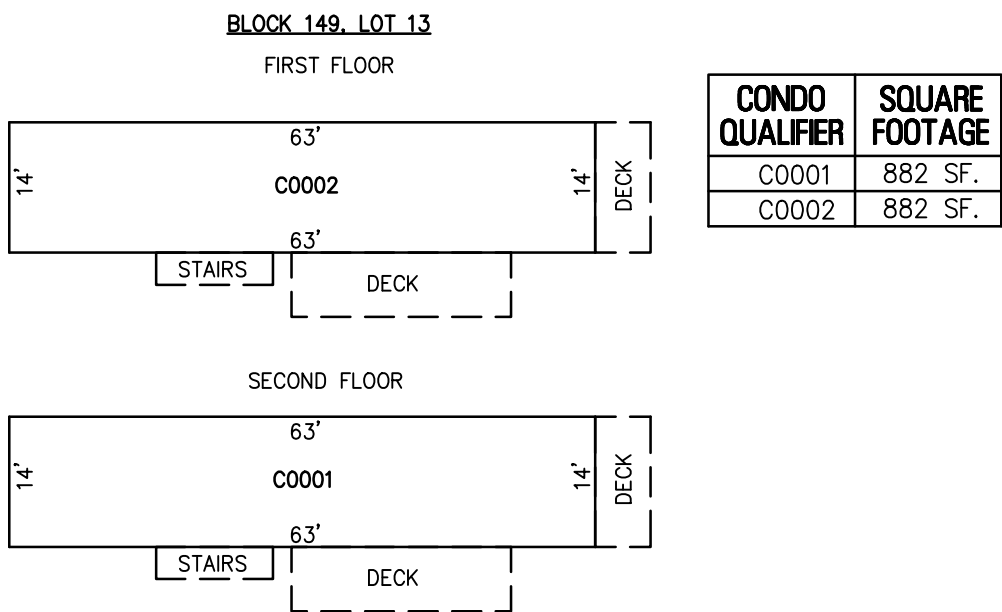 BLOCK 149, LOT 13
FIRST FLOOR
63'
14'
C0002
14'
DECK
63'
STAIRS
DECK
CONDO QUALIFIER
SQUARE FOOTAGE
C0001 882 SF.
C0002 882 SF.
SECOND FLOOR
63'
14'
C0001
14'
DECK
63'
STAIRS
DECK